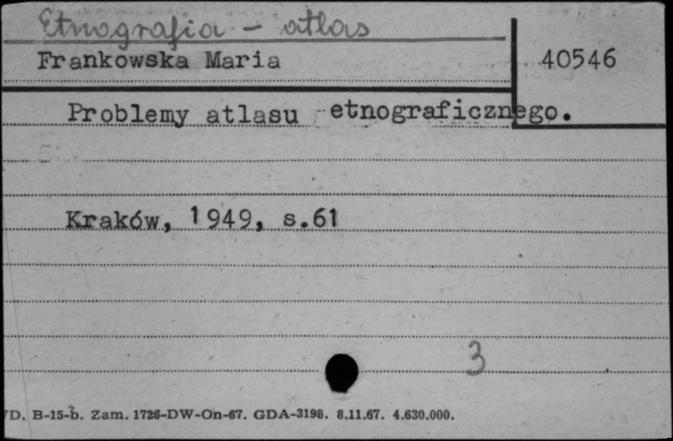 Etnografia - atlas
Frankowska Maria
40546
Problemy atlasu etnograficznego.
Kraków, 1949, s.61
3
D. B-15-b. Zam. 1726-DW-On-67. GDA-3198. 8.11.67. 4.630.000.